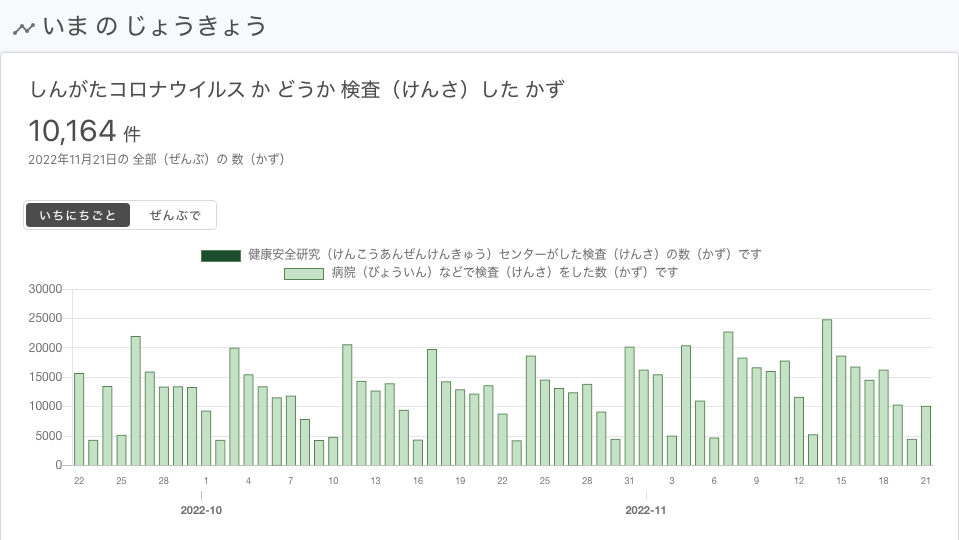 いま の じょうきょう
しんがたコロナウイルス か どうか 検査（けんさ）した かず
10,164 件
2022年11月21日の 全部（ぜんぶ）の 数（かず）
いちにちごと ぜんぶで
健康安全研究（けんこうあんぜんけんきゅう）センターがした検査（けんさ）の数（かず）です
病院（びょういん）などで検査（けんさ）をした数（かず）です
30000
25000
20000
15000
10000
5000
0
22 25 28 1 4 7 10 13 16 19 22 25 28 31 3 6 9 12 15 18 21
2022-10 2022-11